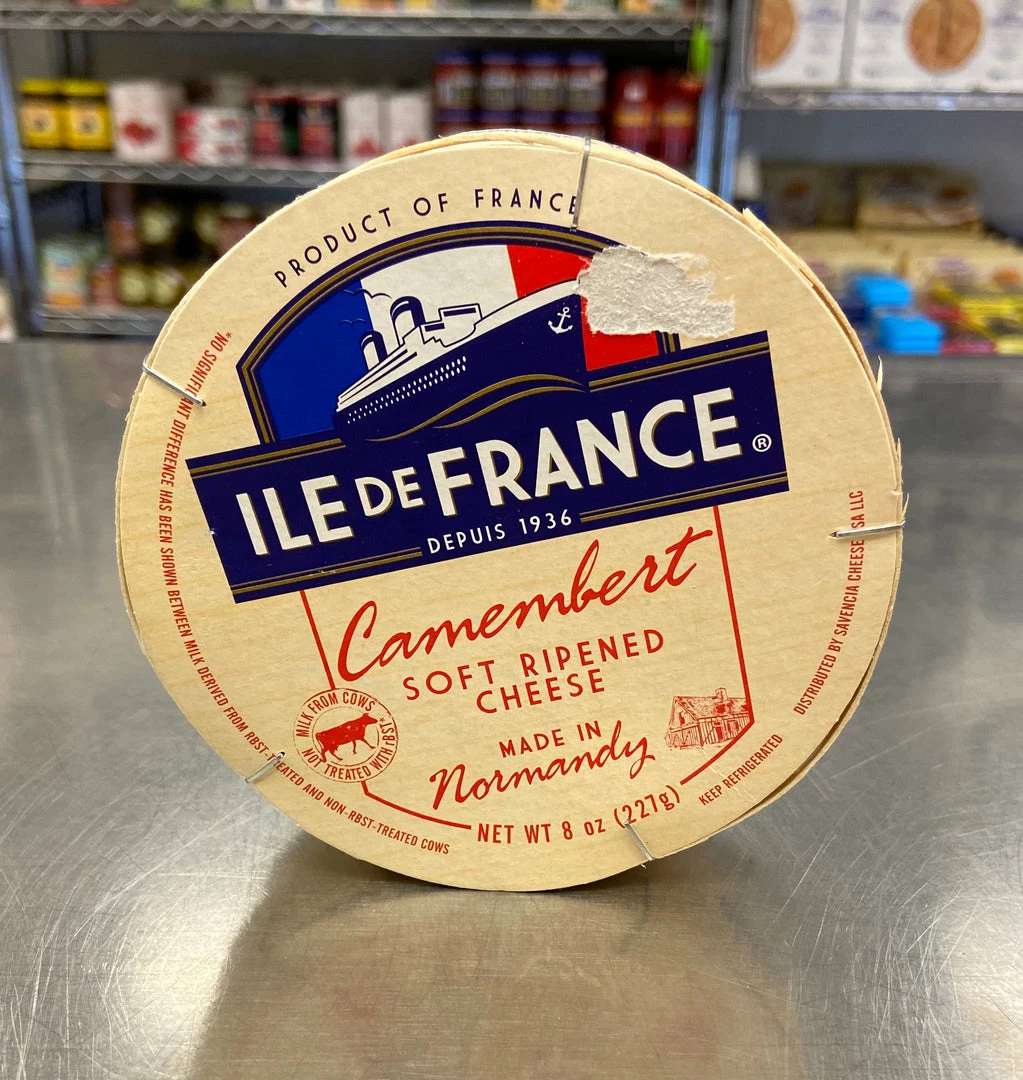 PRODUCT OF FRANCE
ILE DE FRANCE®
DEPUIS 1936
Camembert
SOFT RIPENED
CHEESE
MADE IN
Normandy
NET WT 8 oz (227g)
KEEP REFRIGERATED
DISTRIBUTED BY SAVENCIA CHEESE USA LLC
MILK FROM COWS
NOT TREATED WITH rBST*
*NO SIGNIFICANT DIFFERENCE HAS BEEN SHOWN BETWEEN MILK DERIVED FROM RBST-TREATED AND NON-RBST-TREATED COWS